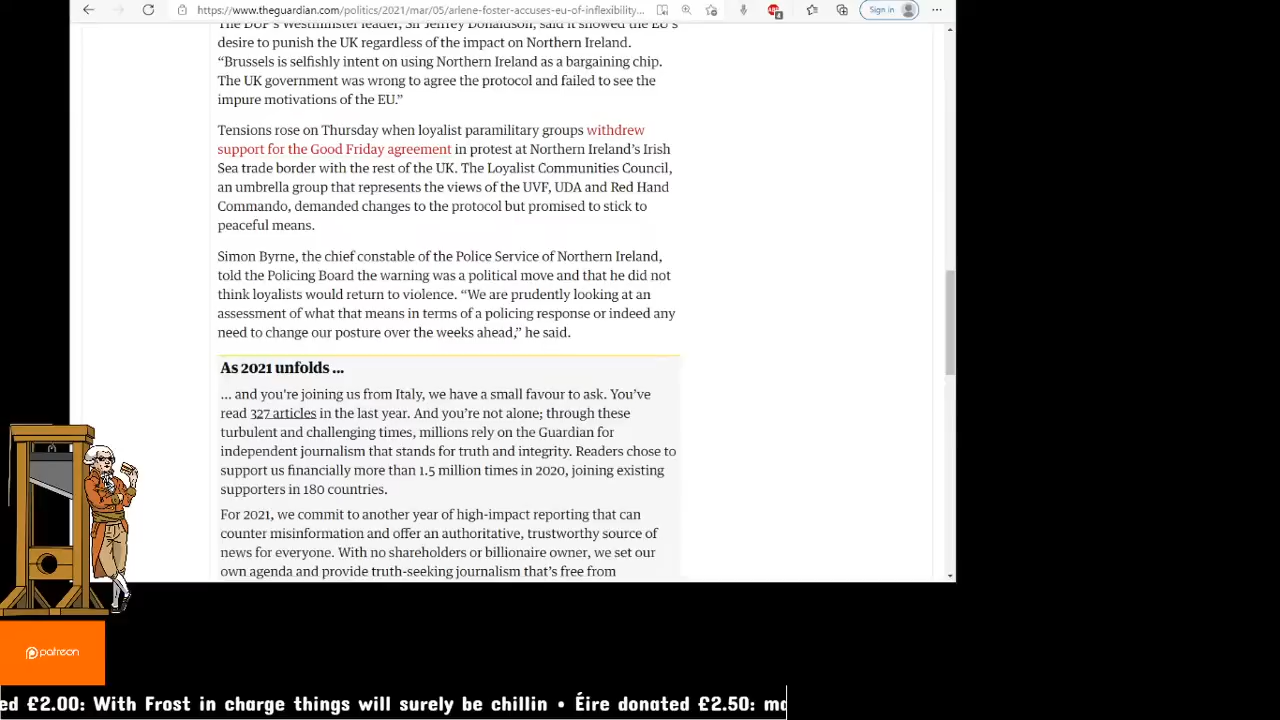 https://www.theguardian.com/politics/2021/mar/05/arlene-foster-accuses-eu-of-inflexibility...
Sign in
The DUP's Westminster leader, Sir Jeffrey Donaldson, said it showed the EU's
desire to punish the UK regardless of the impact on Northern Ireland.
“Brussels is selfishly intent on using Northern Ireland as a bargaining chip.
The UK government was wrong to agree the protocol and failed to see the
impure motivations of the EU.”
Tensions rose on Thursday when loyalist paramilitary groups withdrew
support for the Good Friday agreement in protest at Northern Ireland’s Irish
Sea trade border with the rest of the UK. The Loyalist Communities Council,
an umbrella group that represents the views of the UVF, UDA and Red Hand
Commando, demanded changes to the protocol but promised to stick to
peaceful means.
Simon Byrne, the chief constable of the Police Service of Northern Ireland,
told the Policing Board the warning was a political move and that he did not
think loyalists would return to violence. “We are prudently looking at an
assessment of what that means in terms of a policing response or indeed any
need to change our posture over the weeks ahead,” he said.
As 2021 unfolds ...
... and you’re joining us from Italy, we have a small favour to ask. You’ve
read 327 articles in the last year. And you’re not alone; through these
turbulent and challenging times, millions rely on the Guardian for
independent journalism that stands for truth and integrity. Readers chose to
support us financially more than 1.5 million times in 2020, joining existing
supporters in 180 countries.
For 2021, we commit to another year of high-impact reporting that can
counter misinformation and offer an authoritative, trustworthy source of
news for everyone. With no shareholders or billionaire owner, we set our
own agenda and provide truth-seeking journalism that’s free from
patreon
ed £2.00: With Frost in charge things will surely be chillin • Éire donated £2.50: